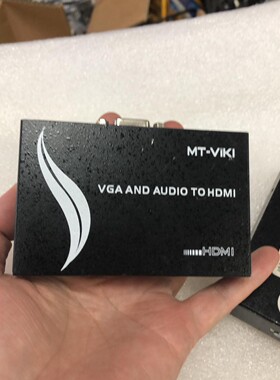 MT-VIKI
VGA AND AUDIO TO HDMI
HDMI